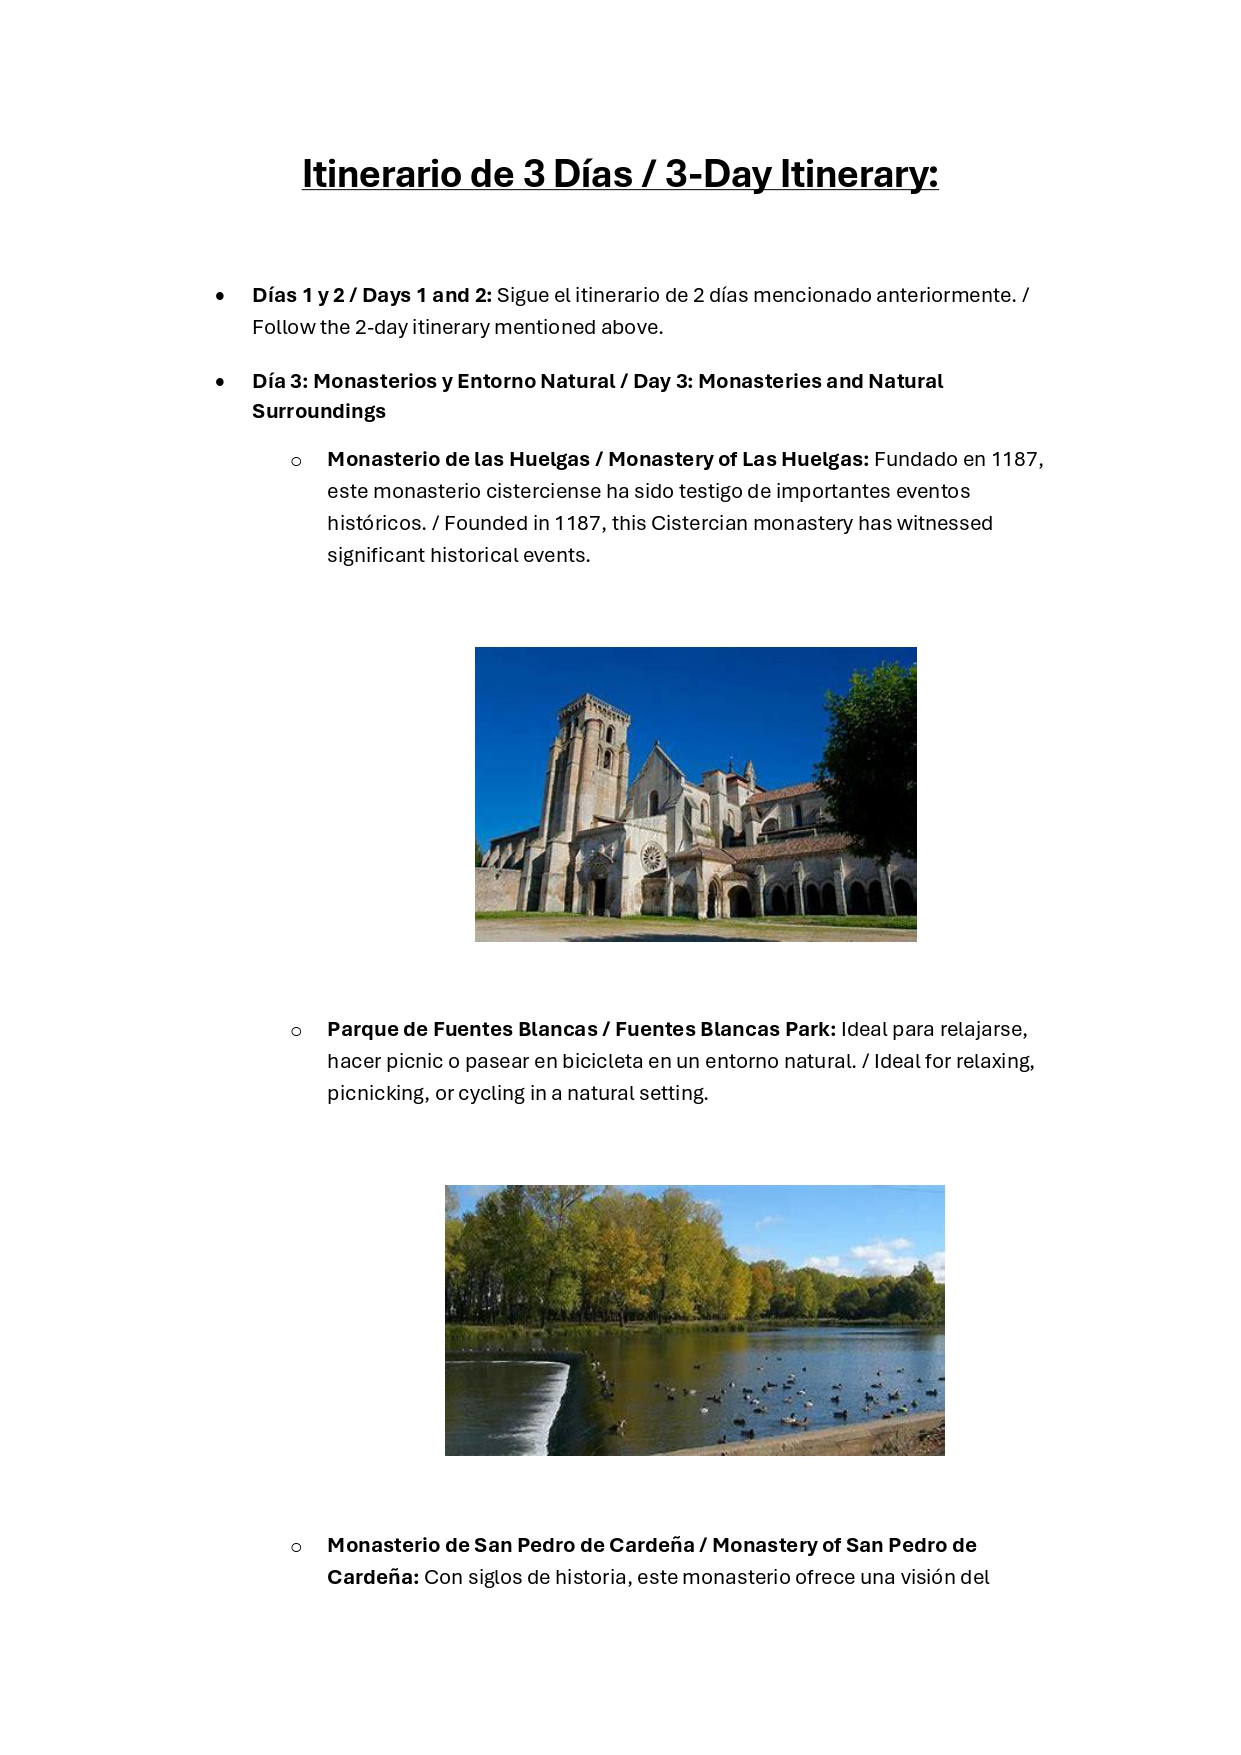 Itinerario de 3 Días / 3-Day Itinerary:
• Días 1 y 2 / Days 1 and 2: Sigue el itinerario de 2 días mencionado anteriormente. /
Follow the 2-day itinerary mentioned above.
• Día 3: Monasterios y Entorno Natural / Day 3: Monasteries and Natural
Surroundings
o Monasterio de las Huelgas / Monastery of Las Huelgas: Fundado en 1187,
este monasterio cisterciense ha sido testigo de importantes eventos
históricos. / Founded in 1187, this Cistercian monastery has witnessed
significant historical events.
o Parque de Fuentes Blancas / Fuentes Blancas Park: Ideal para relajarse,
hacer picnic o pasear en bicicleta en un entorno natural. / Ideal for relaxing,
picnicking, or cycling in a natural setting.
o Monasterio de San Pedro de Cardeña / Monastery of San Pedro de
Cardeña: Con siglos de historia, este monasterio ofrece una visión del